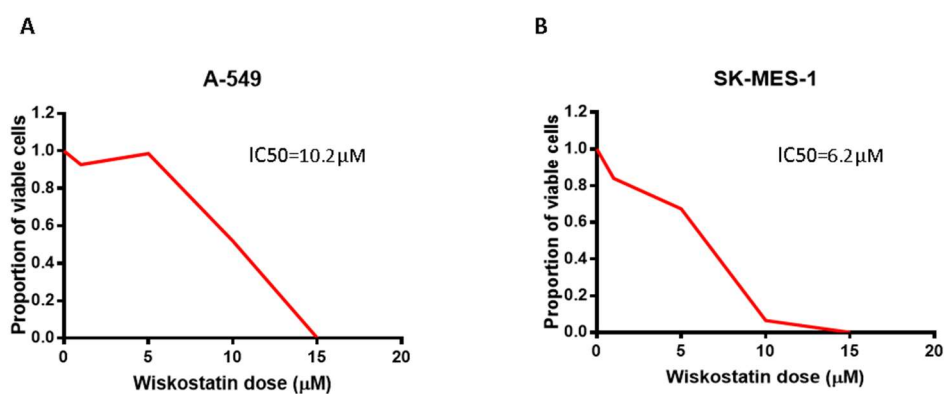 A
A-549
Proportion of viable cells
1.2
1.0
0.8
0.6
0.4
0.2
0.0
IC50=10.2μM
0 5 10 15 20
Wiskostatin dose (μM)
B
SK-MES-1
Proportion of viable cells
1.2
1.0
0.8
0.6
0.4
0.2
0.0
IC50=6.2μM
0 5 10 15 20
Wiskostatin dose (μM)